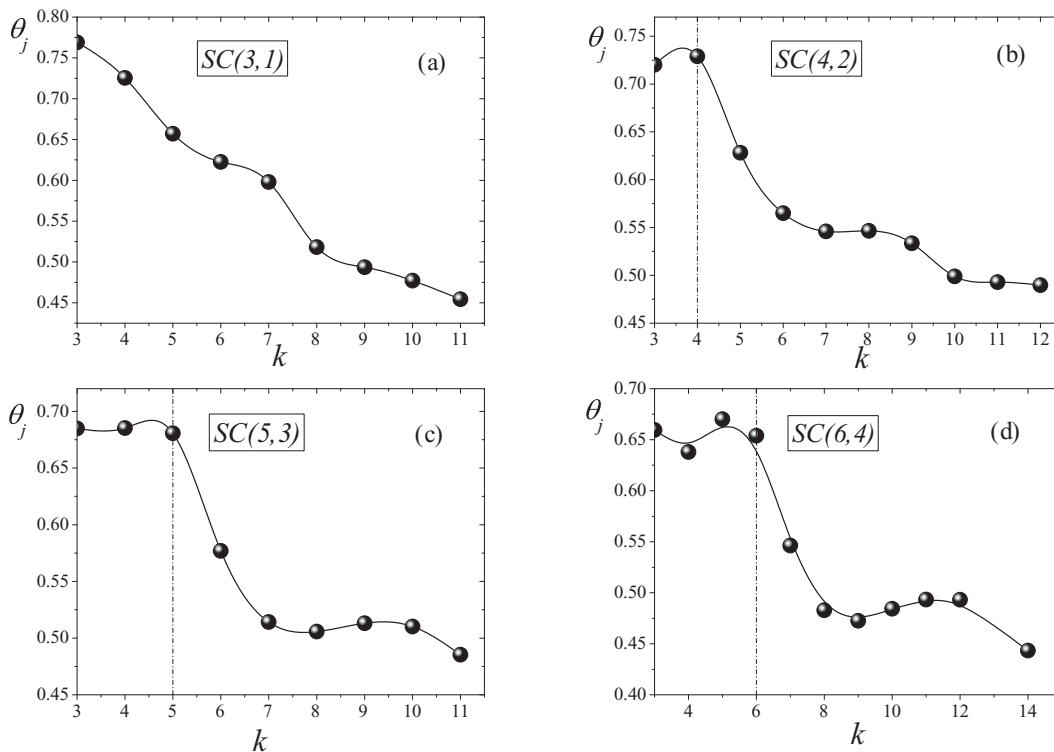 θj
SC(3,1)
(a)
0.80
0.75
0.70
0.65
0.60
0.55
0.50
0.45
3 4 5 6 7 8 9 10 11
k
θj
SC(4,2)
(b)
0.75
0.70
0.65
0.60
0.55
0.50
0.45
3 4 5 6 7 8 9 10 11 12
k
θj
SC(5,3)
(c)
0.70
0.65
0.60
0.55
0.50
0.45
3 4 5 6 7 8 9 10 11
k
θj
SC(6,4)
(d)
0.70
0.65
0.60
0.55
0.50
0.45
0.40
4 6 8 10 12 14
k